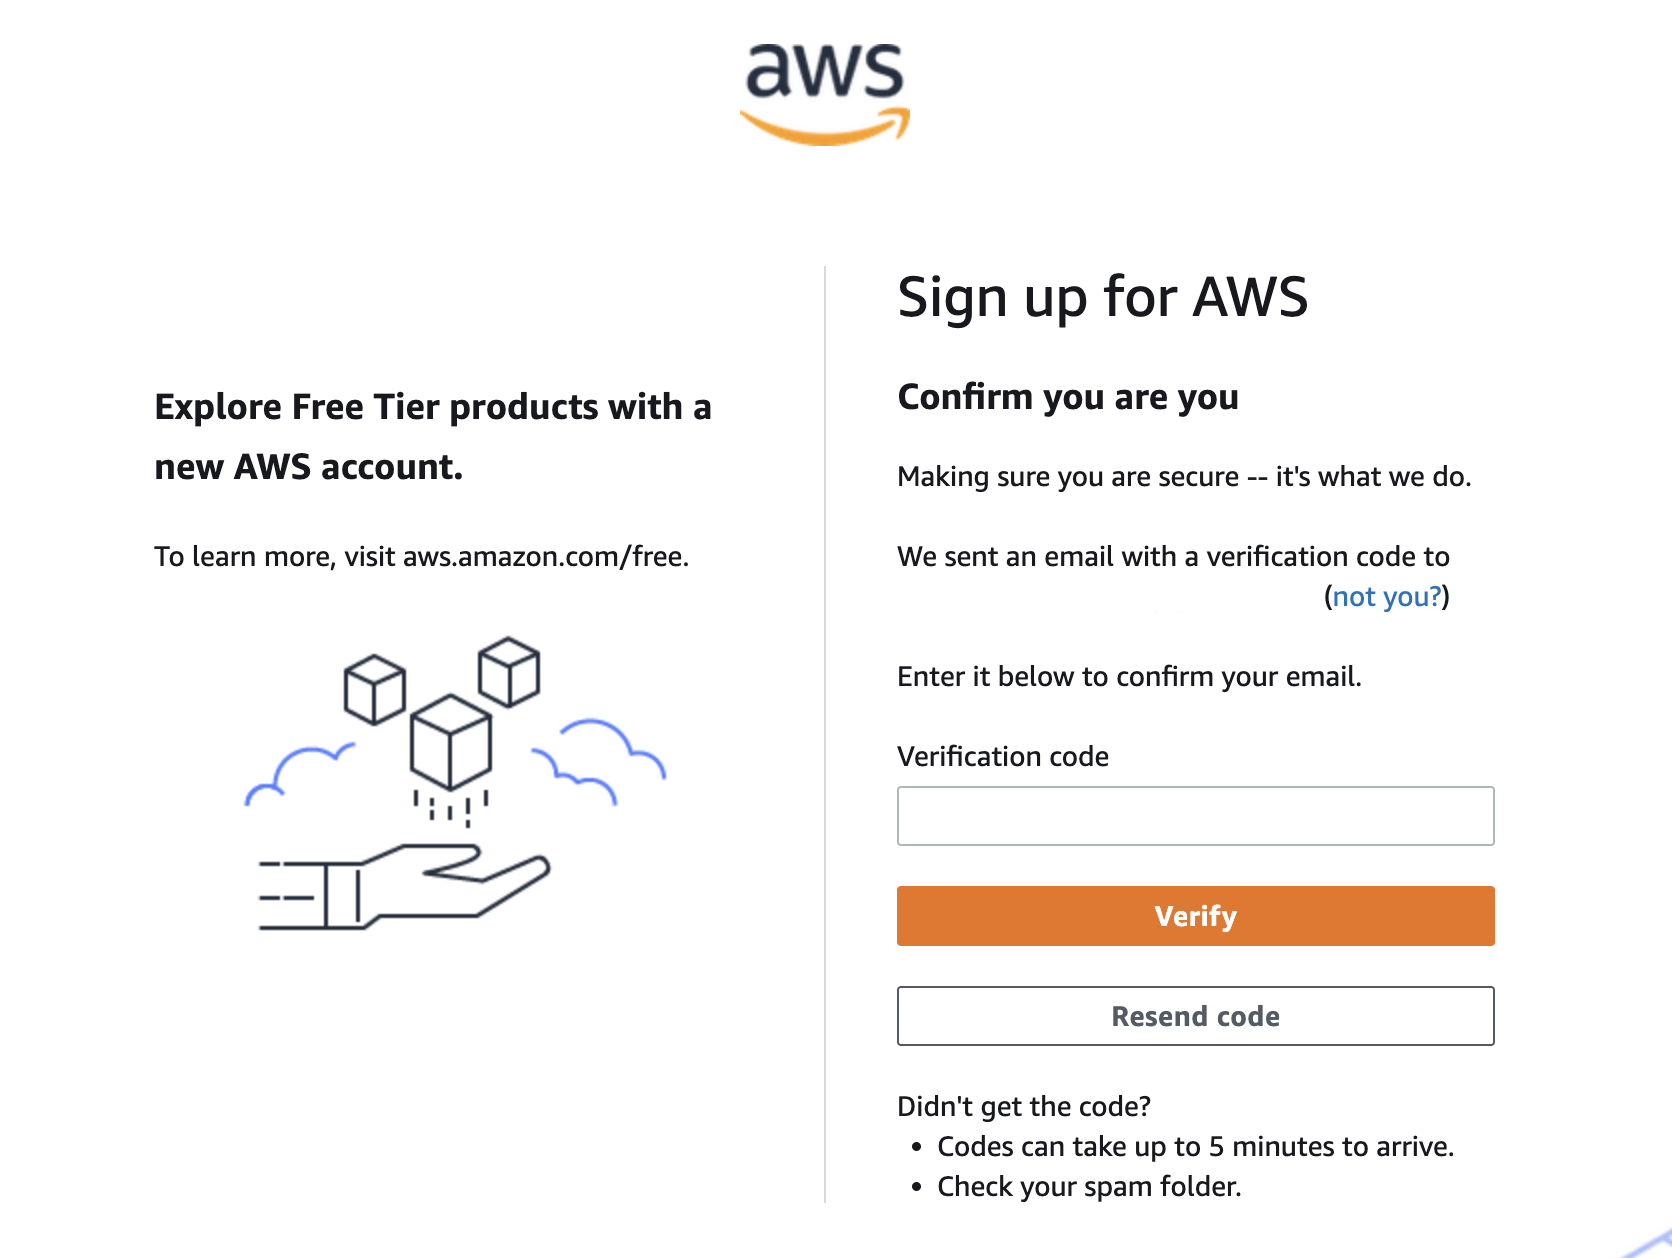 aws
Explore Free Tier products with a
new AWS account.
To learn more, visit aws.amazon.com/free.
Sign up for AWS
Confirm you are you
Making sure you are secure -- it's what we do.
We sent an email with a verification code to
(not you?)
Enter it below to confirm your email.
Verification code
Verify
Resend code
Didn't get the code?
• Codes can take up to 5 minutes to arrive.
• Check your spam folder.